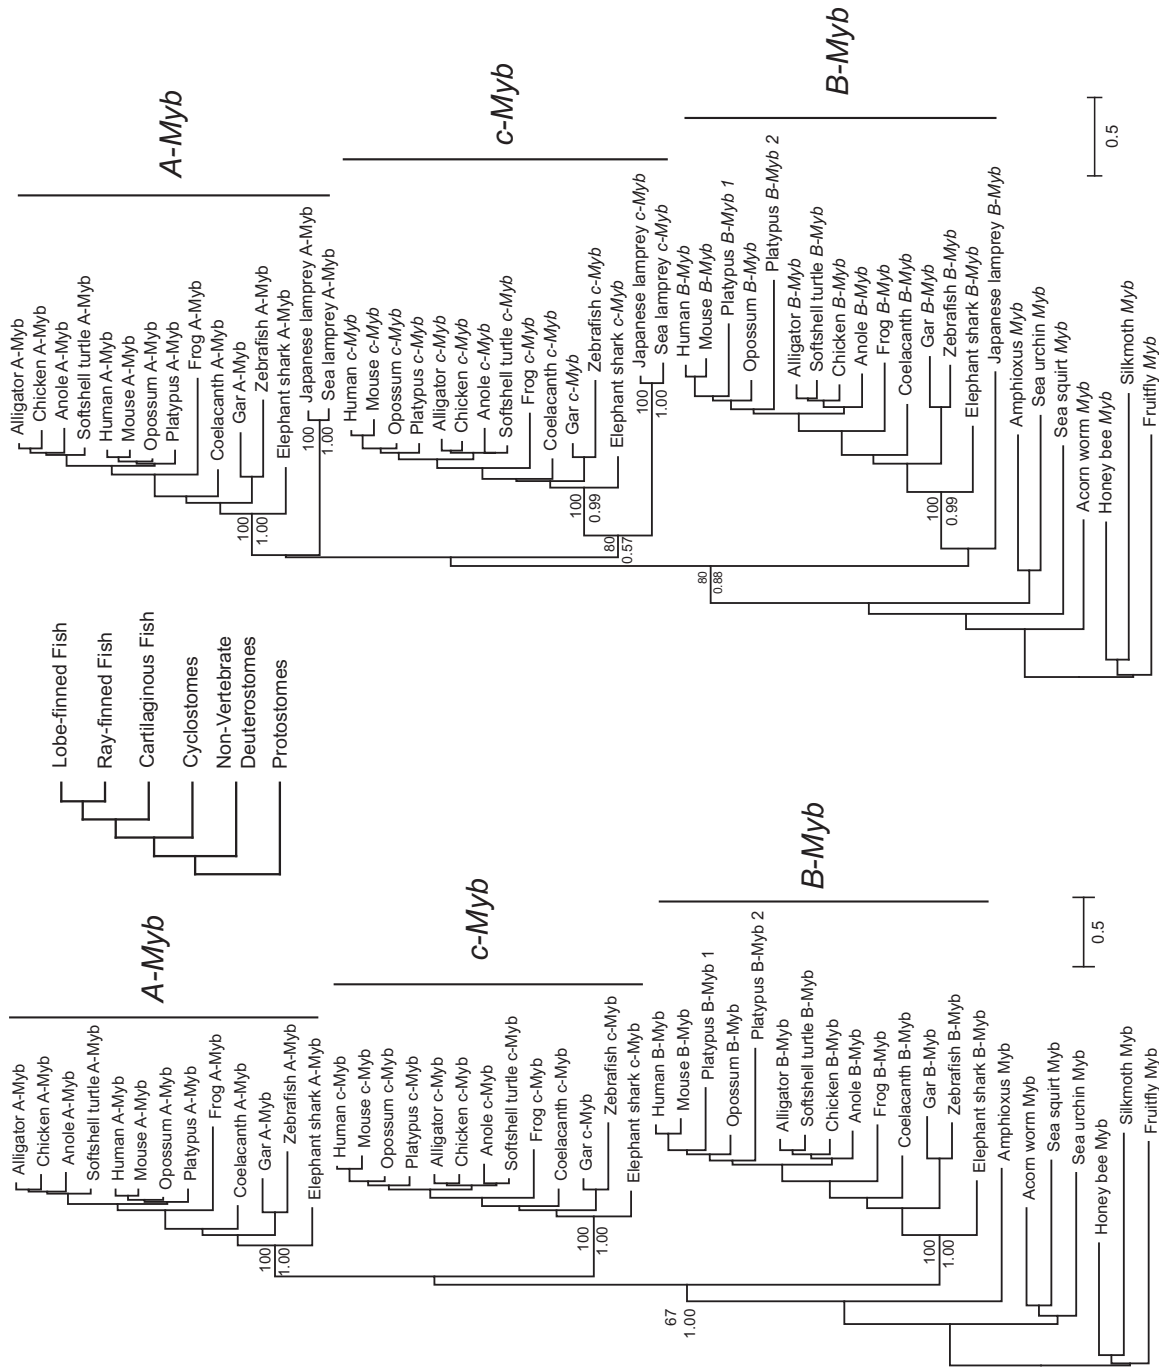 A-Myb
Alligator A-Myb
Chicken A-Myb
Anole A-Myb
Softshell turtle A-Myb
Human A-Myb
Mouse A-Myb
Opossum A-Myb
Platypus A-Myb
Frog A-Myb
Coelacanth A-Myb
Gar A-Myb
Zebrafish A-Myb
Elephant shark A-Myb
100
1.00
c-Myb
Human c-Myb
Mouse c-Myb
Opossum c-Myb
Platypus c-Myb
Alligator c-Myb
Chicken c-Myb
Anole c-Myb
Softshell turtle c-Myb
Frog c-Myb
Coelacanth c-Myb
Gar c-Myb
Zebrafish c-Myb
Elephant shark c-Myb
100
1.00
B-Myb
Human B-Myb
Mouse B-Myb
Platypus B-Myb 1
Opossum B-Myb
Platypus B-Myb 2
Alligator B-Myb
Softshell turtle B-Myb
Chicken B-Myb
Anole B-Myb
Frog B-Myb
Coelacanth B-Myb
Gar B-Myb
Zebrafish B-Myb
Elephant shark B-Myb
100
1.00
67
1.00
Amphioxus Myb
Acorn worm Myb
Sea squirt Myb
Sea urchin Myb
Honey bee Myb
Silkmoth Myb
Fruitfly Myb
0.5
Lobe-finned Fish
Ray-finned Fish
Cartilaginous Fish
Cyclostomes
Non-Vertebrate
Deuterostomes
Protostomes
A-Myb
Alligator A-Myb
Chicken A-Myb
Anole A-Myb
Softshell turtle A-Myb
Human A-Myb
Mouse A-Myb
Opossum A-Myb
Platypus A-Myb
Frog A-Myb
Coelacanth A-Myb
Gar A-Myb
Zebrafish A-Myb
Elephant shark A-Myb
100
1.00
Japanese lamprey A-Myb
Sea lamprey A-Myb
100
1.00
c-Myb
Human c-Myb
Mouse c-Myb
Opossum c-Myb
Platypus c-Myb
Alligator c-Myb
Chicken c-Myb
Anole c-Myb
Softshell turtle c-Myb
Frog c-Myb
Coelacanth c-Myb
Gar c-Myb
Zebrafish c-Myb
Elephant shark c-Myb
100
0.99
80
0.57
Japanese lamprey c-Myb
Sea lamprey c-Myb
100
1.00
B-Myb
Human B-Myb
Mouse B-Myb
Platypus B-Myb 1
Opossum B-Myb
Platypus B-Myb 2
Alligator B-Myb
Softshell turtle B-Myb
Chicken B-Myb
Anole B-Myb
Frog B-Myb
Coelacanth B-Myb
Gar B-Myb
Zebrafish B-Myb
Elephant shark B-Myb
100
0.99
Japanese lamprey B-Myb
80
0.88
Amphioxus Myb
Sea urchin Myb
Sea squirt Myb
Acorn worm Myb
Honey bee Myb
Silkmoth Myb
Fruitfly Myb
0.5